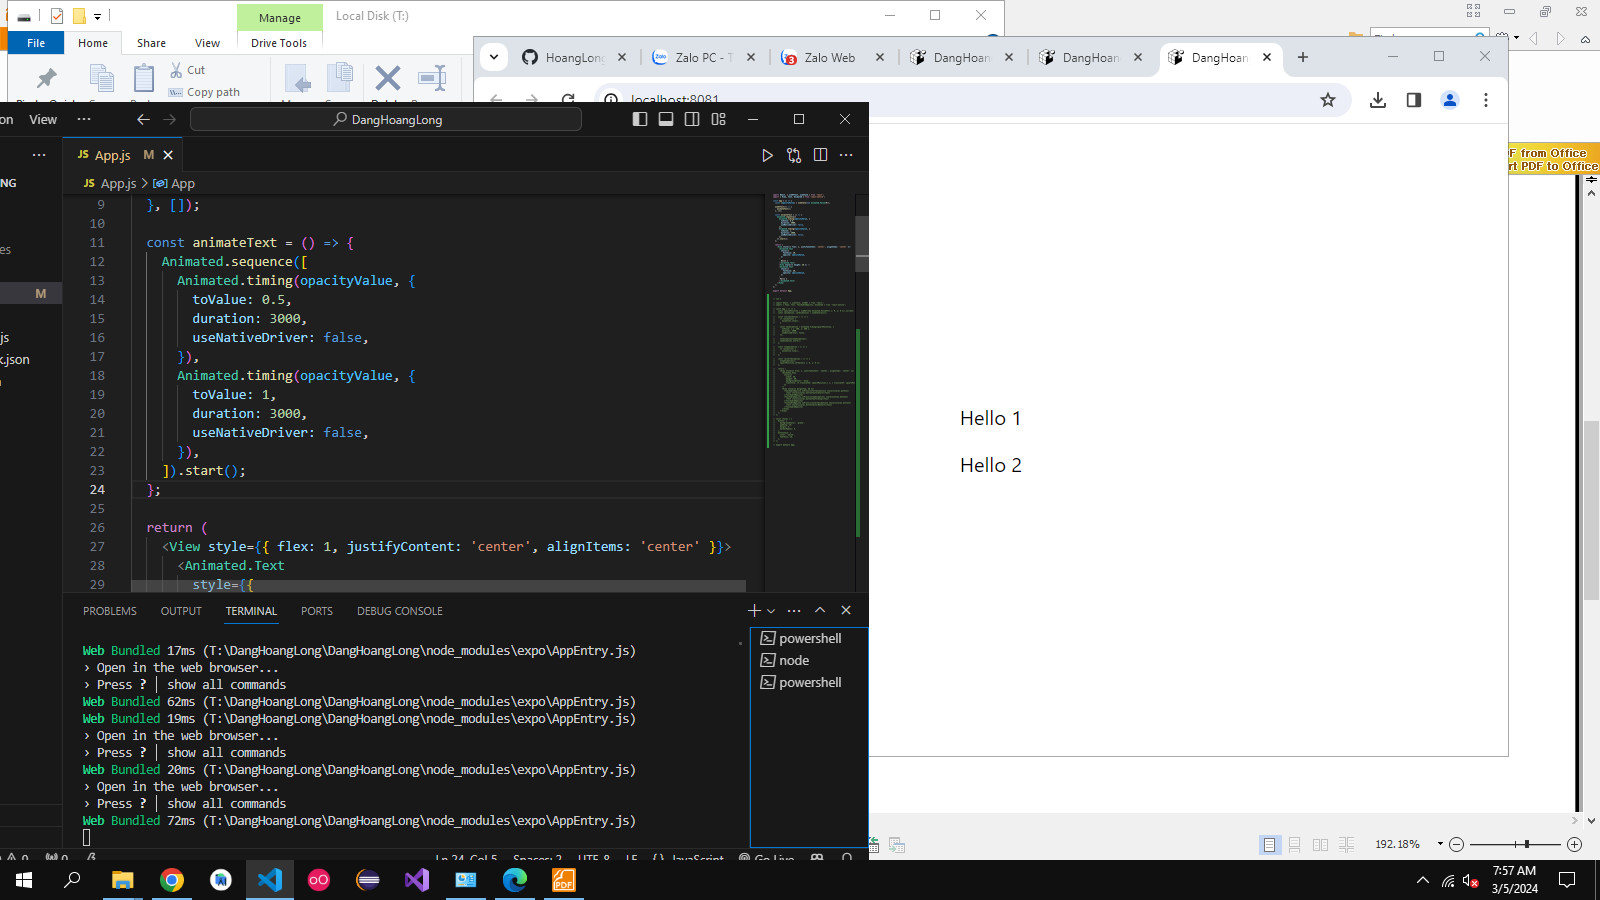 Manage
Local Disk (T:)
File
Home
Share
View
Drive Tools
Cut
Copy path
HoangLong
Zalo PC - T
Zalo Web
DangHoan
DangHoan
DangHoan
localhost:8081
on
View
DangHoangLong
NG
JS App.js M
JS App.js > App
es
M
js
.json
9 }, []);
10
11 const animateText = () => {
12 Animated.sequence([
13 Animated.timing(opacityValue, {
14 toValue: 0.5,
15 duration: 3000,
16 useNativeDriver: false,
17 }),
18 Animated.timing(opacityValue, {
19 toValue: 1,
20 duration: 3000,
21 useNativeDriver: false,
22 }),
23 ]).start();
24 };
25
26 return (
27 <View style={{ flex: 1, justifyContent: 'center', alignItems: 'center' }}>
28 <Animated.Text
29 style={{
PROBLEMS
OUTPUT
TERMINAL
PORTS
DEBUG CONSOLE
Web Bundled 17ms (T:\DangHoangLong\DangHoangLong\node_modules\expo\AppEntry.js)
› Open in the web browser...
› Press ? │ show all commands
Web Bundled 62ms (T:\DangHoangLong\DangHoangLong\node_modules\expo\AppEntry.js)
Web Bundled 19ms (T:\DangHoangLong\DangHoangLong\node_modules\expo\AppEntry.js)
› Open in the web browser...
› Press ? │ show all commands
Web Bundled 20ms (T:\DangHoangLong\DangHoangLong\node_modules\expo\AppEntry.js)
› Open in the web browser...
› Press ? │ show all commands
Web Bundled 72ms (T:\DangHoangLong\DangHoangLong\node_modules\expo\AppEntry.js)
powershell
node
powershell
Ln 24, Col 5
Spaces: 2
UTF-8
LF
{} JavaScript
Go Live
Hello 1
Hello 2
F from Office
rt PDF to Office
192.18%
7:57 AM
3/5/2024